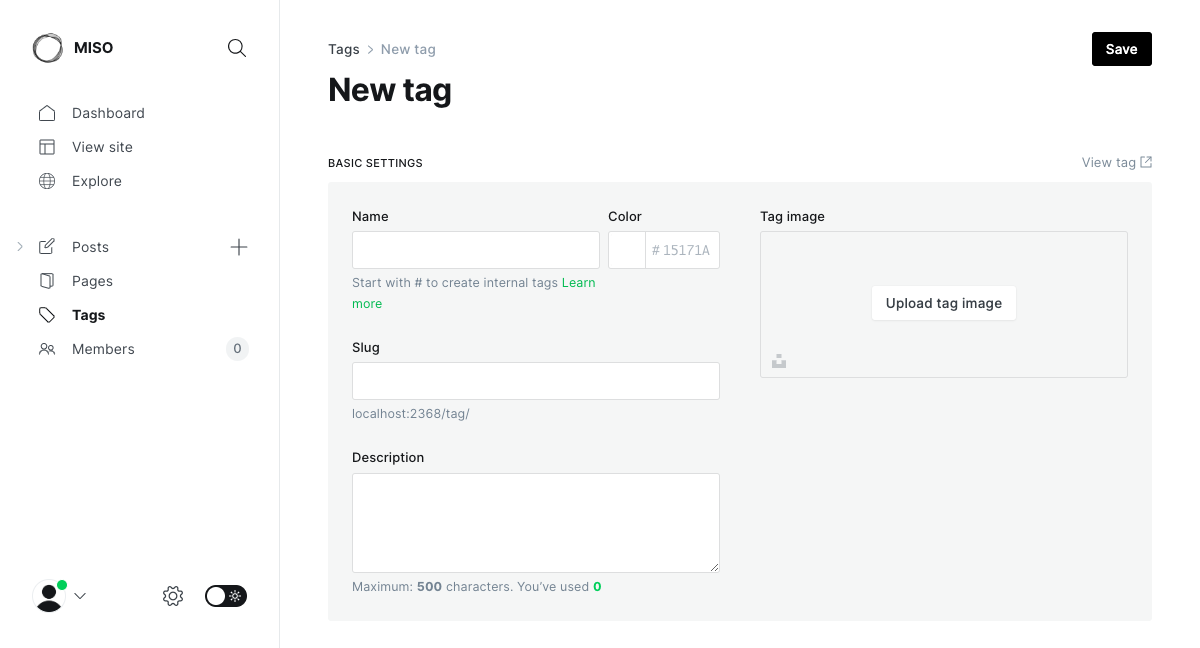 MISO
Dashboard
View site
Explore
Posts
Pages
Tags
Members
0
Tags
New tag
Save
New tag
BASIC SETTINGS
View tag
Name
Color
# 15171A
Start with # to create internal tags Learn
more
Slug
localhost:2368/tag/
Description
Maximum: 500 characters. You’ve used 0
Tag image
Upload tag image